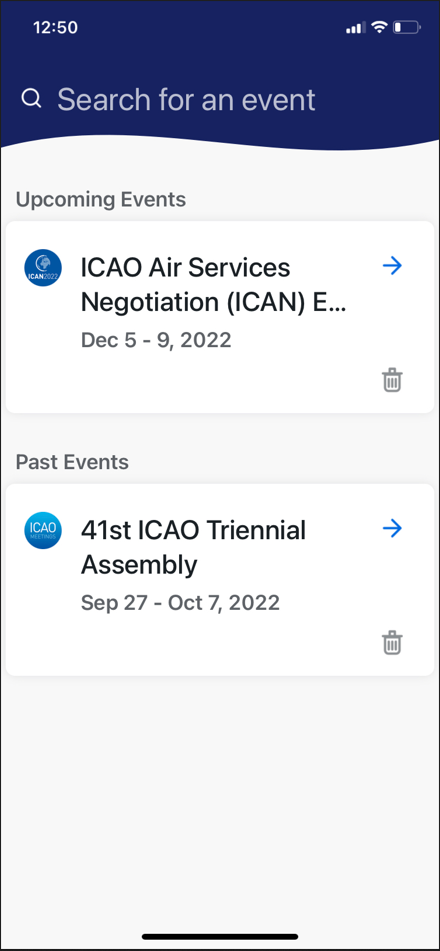 12:50
Search for an event
Upcoming Events
ICAN2022
ICAO Air Services
Negotiation (ICAN) E...
Dec 5 - 9, 2022
Past Events
ICAO
MEETINGS
41st ICAO Triennial
Assembly
Sep 27 - Oct 7, 2022